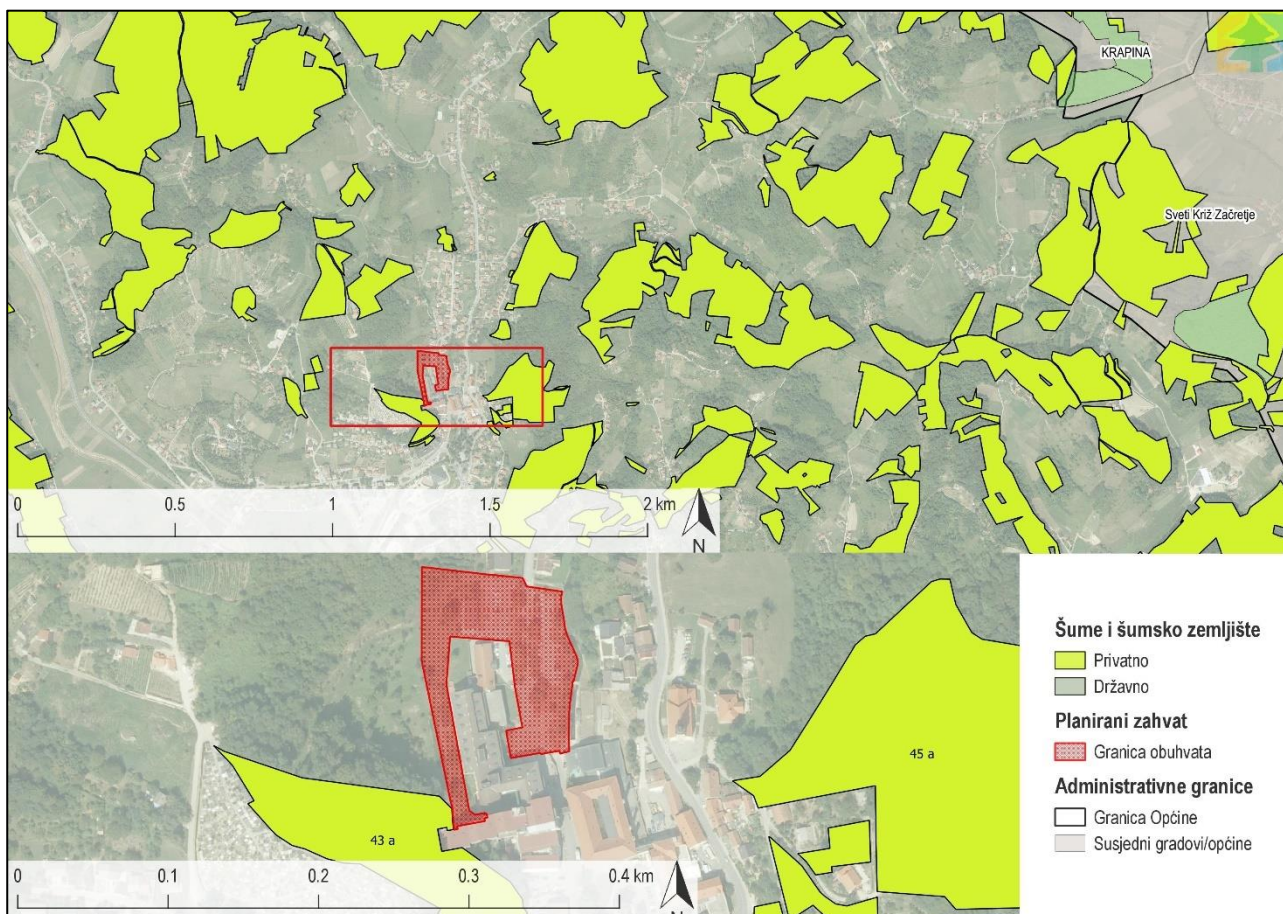 KRAPINA
Sveti Križ Začretje
0 0.5 1 1.5 2 km
N
45 a
43 a
0 0.1 0.2 0.3 0.4 km
N
Šume i šumsko zemljište
Privatno
Državno
Planirani zahvat
Granica obuhvata
Administrativne granice
Granica Općine
Susjedni gradovi/općine